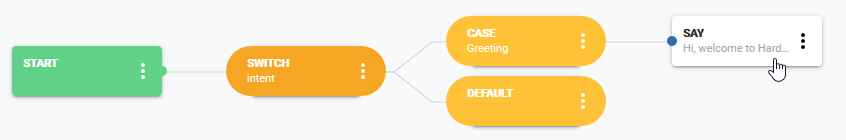 START
SWITCH
intent
CASE
Greeting
DEFAULT
SAY
Hi, welcome to Hard...